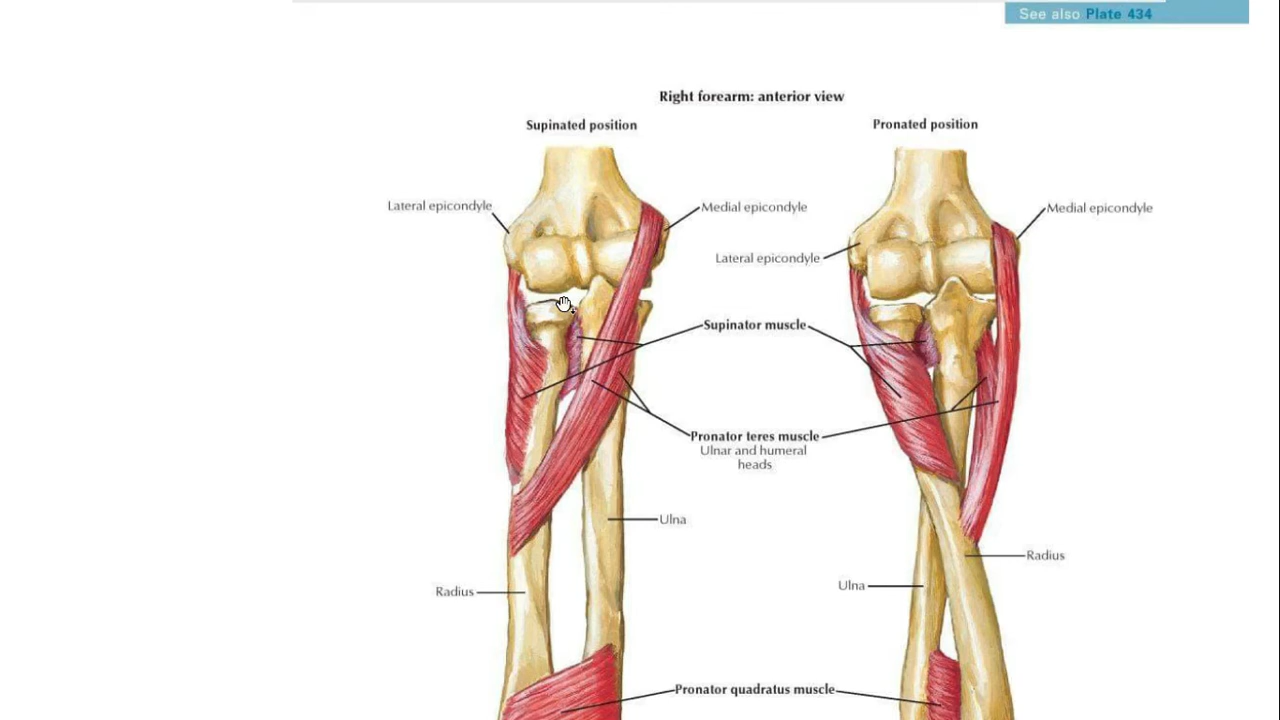 See also Plate 434
Right forearm: anterior view
Supinated position
Pronated position
Lateral epicondyle
Medial epicondyle
Medial epicondyle
Lateral epicondyle
Supinator muscle
Pronator teres muscle
Ulnar and humeral
heads
Ulna
Radius
Ulna
Radius
Pronator quadratus muscle